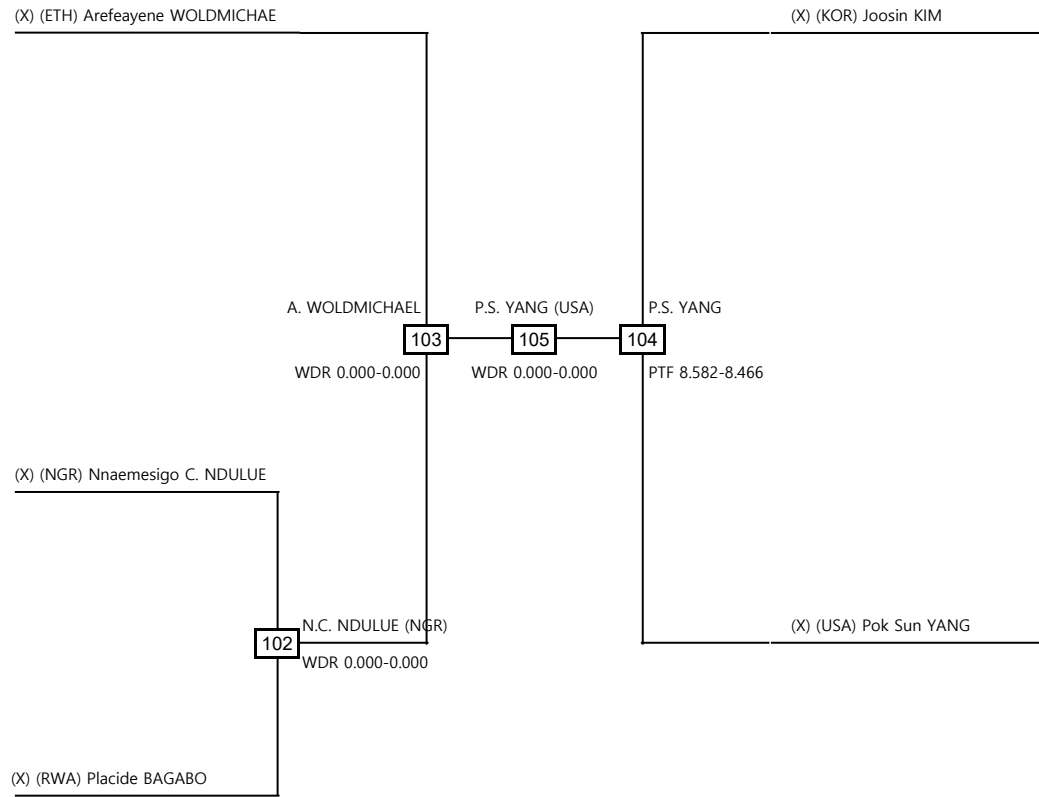 (X) (ETH) Arefeayene WOLDMICHAE
(X) (KOR) Joosin KIM
A. WOLDMICHAEL
P.S. YANG (USA)
P.S. YANG
103
105
104
WDR 0.000-0.000
WDR 0.000-0.000
PTF 8.582-8.466
(X) (NGR) Nnaemesigo C. NDULUE
N.C. NDULUE (NGR)
(X) (USA) Pok Sun YANG
102
WDR 0.000-0.000
(X) (RWA) Placide BAGABO